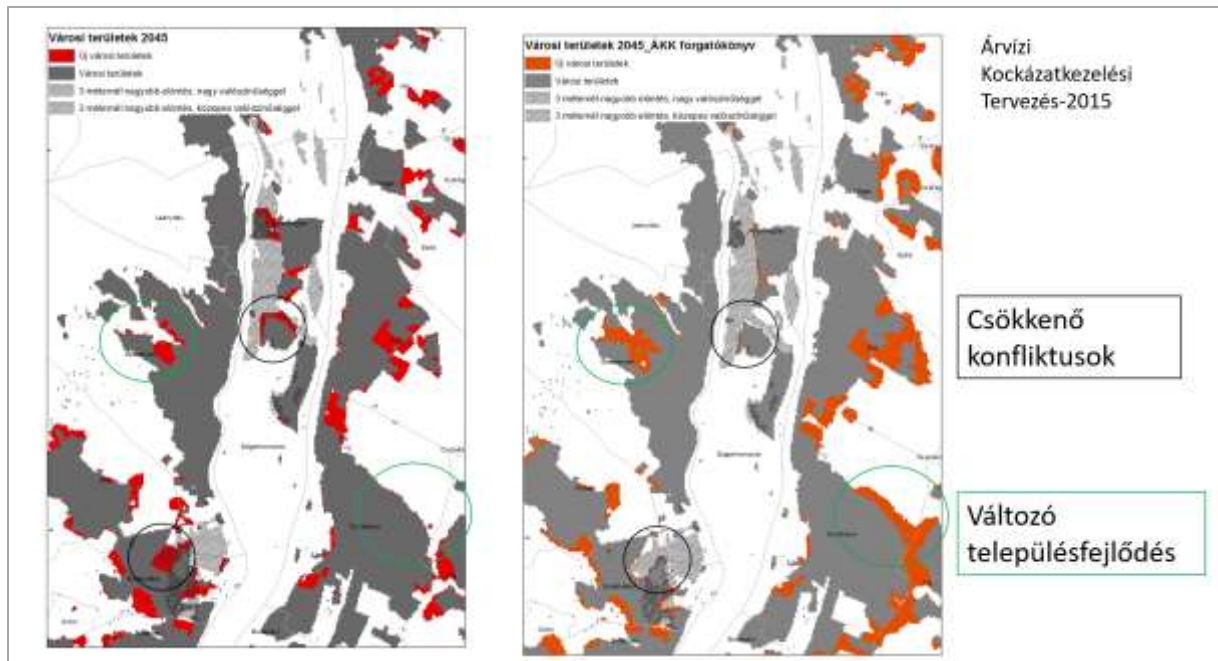 Városi területek 2045
Új városi területek
Városi területek
3 méternél nagyobb elöntés, nagy valószínűséggel
3 méternél nagyobb elöntés, közepes valószínűséggel
Városi területek 2045_ÁKK forgatókönyv
Új városi területek
Városi területek
3 méternél nagyobb elöntés, nagy valószínűséggel
3 méternél nagyobb elöntés, közepes valószínűséggel
Árvízi
Kockázatkezelési
Tervezés-2015
Csökkenő
konfliktusok
Változó
településfejlődés